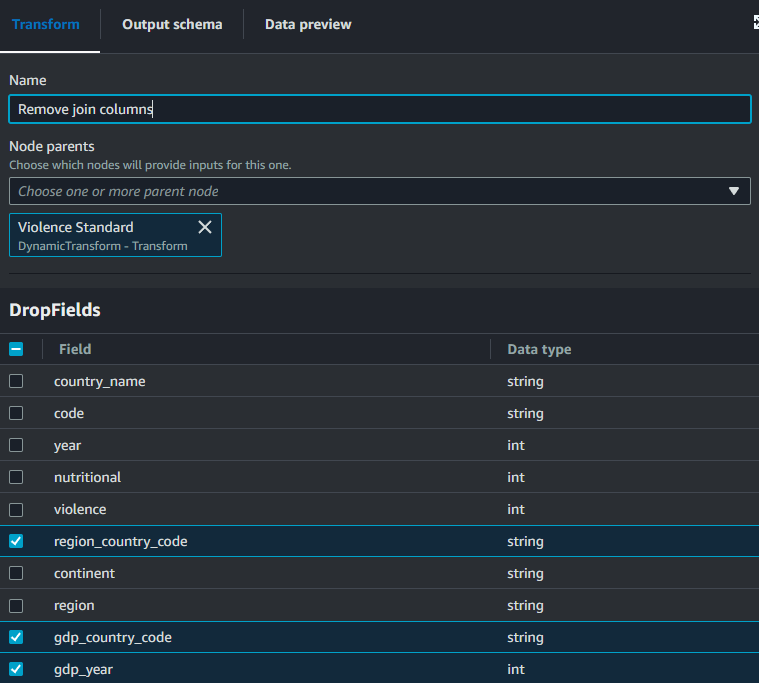 Transform Output schema Data preview
Name
Remove join columns
Node parents
Choose which nodes will provide inputs for this one.
Choose one or more parent node
Violence Standard
DynamicTransform - Transform
DropFields
Field Data type
country_name string
code string
year int
nutritional int
violence int
region_country_code string
continent string
region string
gdp_country_code string
gdp_year int